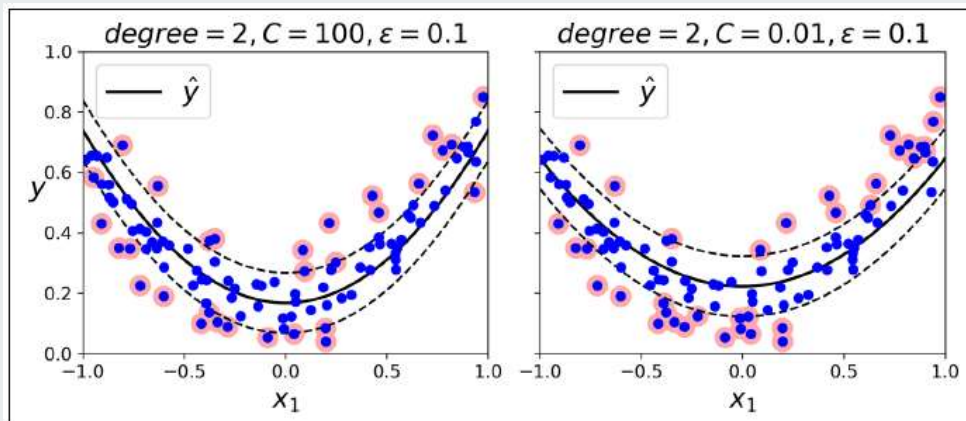 degree = 2, C = 100, ε = 0.1
degree = 2, C = 0.01, ε = 0.1
1.0
0.8
0.6
0.4
0.2
0.0
y
ŷ
ŷ
−1.0 −0.5 0.0 0.5 1.0
−1.0 −0.5 0.0 0.5 1.0
x₁
x₁